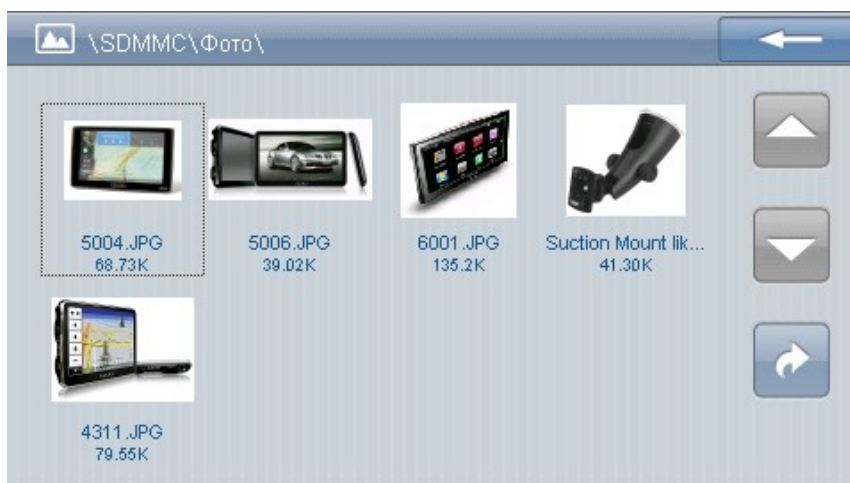 \SDMMC\Фото\
5004.JPG
68.73K
5006.JPG
39.02K
6001.JPG
135.2K
Suction Mount lik...
41.30K
4311.JPG
79.55K